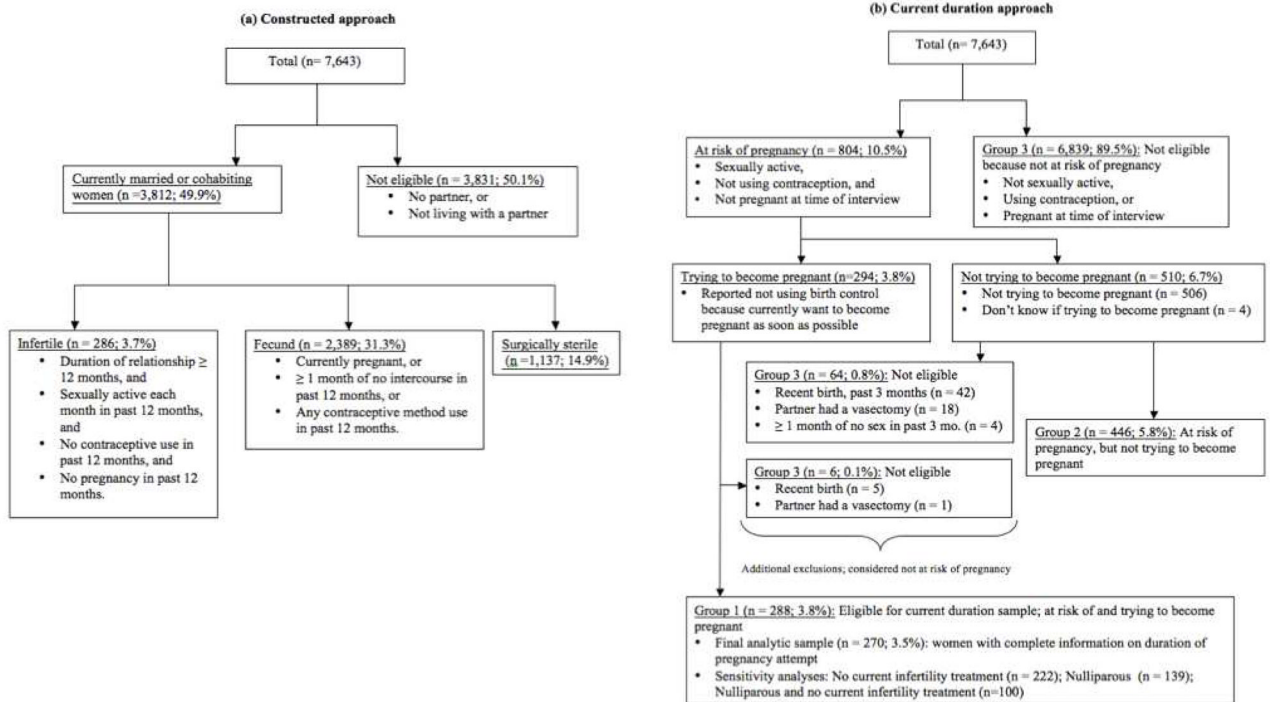 (a) Constructed approach
Total (n= 7,643)
Currently married or cohabiting
women (n =3,812; 49.9%)
Not eligible (n = 3,831; 50.1%)
• No partner, or
• Not living with a partner
Infertile (n = 286; 3.7%)
• Duration of relationship ≥
12 months, and
• Sexually active each
month in past 12 months,
and
• No contraceptive use in
past 12 months, and
• No pregnancy in past 12
months.
Fecund (n = 2,389; 31.3%)
• Currently pregnant, or
• ≥ 1 month of no intercourse in
past 12 months, or
• Any contraceptive method use
in past 12 months.
Surgically sterile
(n =1,137; 14.9%)
(b) Current duration approach
Total (n= 7,643)
At risk of pregnancy (n = 804; 10.5%)
• Sexually active,
• Not using contraception, and
• Not pregnant at time of interview
Group 3 (n = 6,839; 89.5%): Not eligible
because not at risk of pregnancy
• Not sexually active,
• Using contraception, or
• Pregnant at time of interview
Trying to become pregnant (n=294; 3.8%)
• Reported not using birth control
because currently want to become
pregnant as soon as possible
Not trying to become pregnant (n = 510; 6.7%)
• Not trying to become pregnant (n = 506)
• Don't know if trying to become pregnant (n = 4)
Group 3 (n = 64; 0.8%): Not eligible
• Recent birth, past 3 months (n = 42)
• Partner had a vasectomy (n = 18)
• ≥ 1 month of no sex in past 3 mo. (n = 4)
Group 2 (n = 446; 5.8%): At risk of
pregnancy, but not trying to become
pregnant
Group 3 (n = 6; 0.1%): Not eligible
• Recent birth (n = 5)
• Partner had a vasectomy (n = 1)
Additional exclusions; considered not at risk of pregnancy
Group 1 (n = 288; 3.8%): Eligible for current duration sample; at risk of and trying to become
pregnant
• Final analytic sample (n = 270; 3.5%): women with complete information on duration of
pregnancy attempt
• Sensitivity analyses: No current infertility treatment (n = 222); Nulliparous (n = 139);
Nulliparous and no current infertility treatment (n=100)